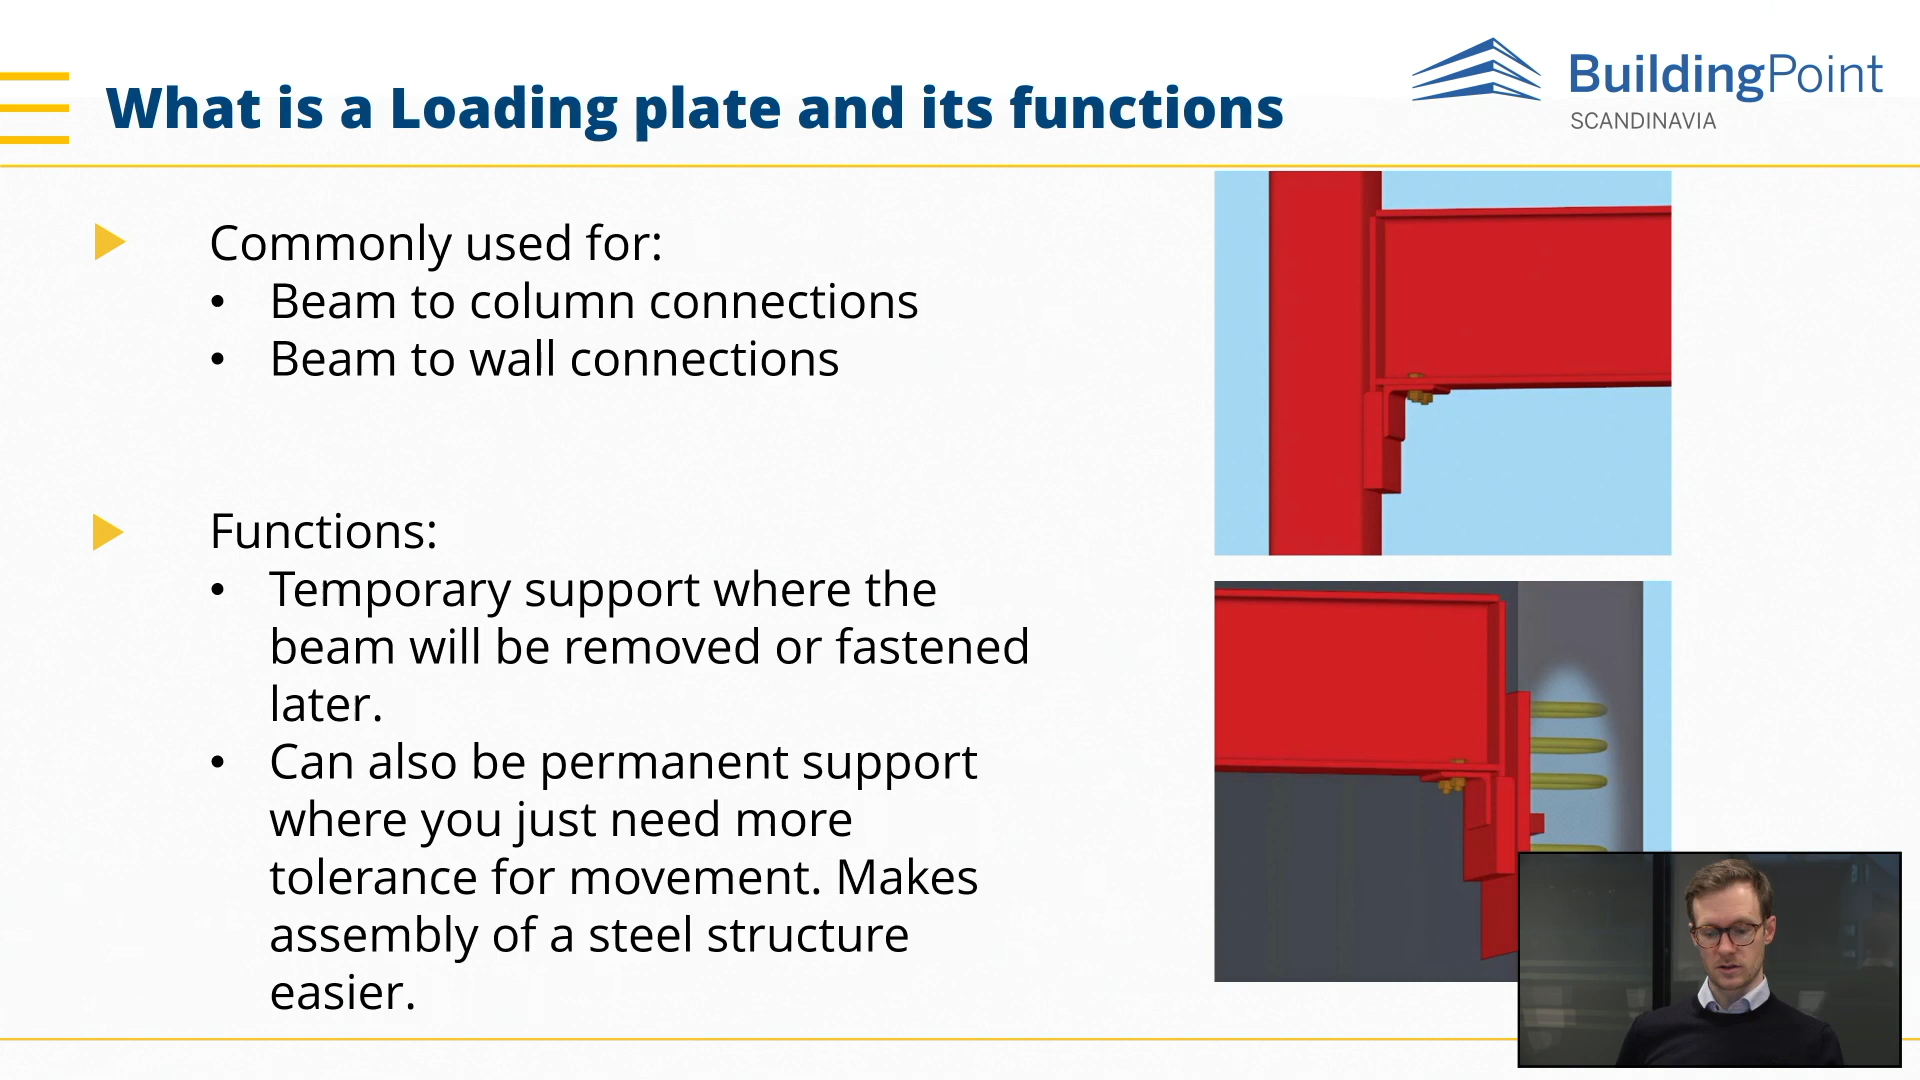 What is a Loading plate and its functions
BuildingPoint
SCANDINAVIA
Commonly used for:
• Beam to column connections
• Beam to wall connections
Functions:
• Temporary support where the
beam will be removed or fastened
later.
• Can also be permanent support
where you just need more
tolerance for movement. Makes
assembly of a steel structure
easier.